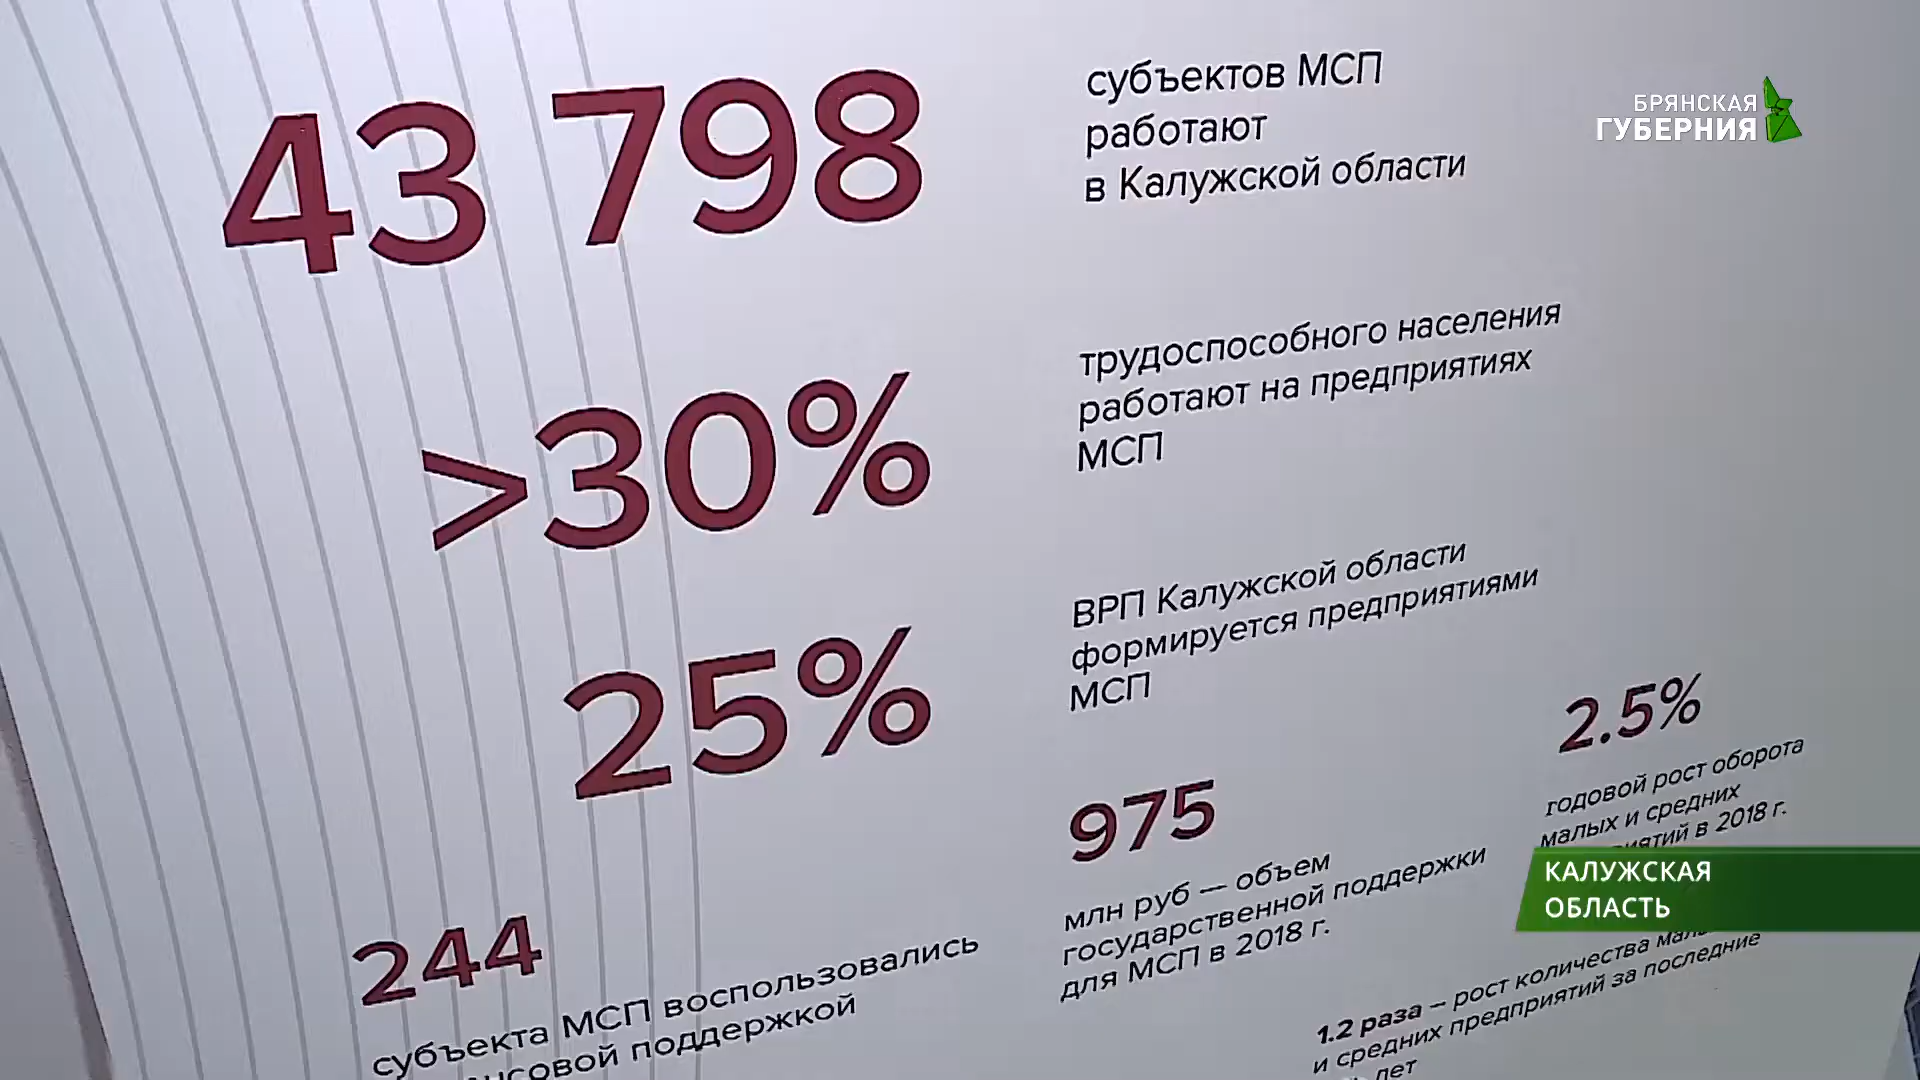 43 798
субъектов МСП
работают
в Калужской области
БРЯНСКАЯ
ГУБЕРНИЯ
>30%
трудоспособного населения
работают на предприятиях
МСП
25%
ВРП Калужской области
формируется предприятиями
МСП
2.5%
годовой рост оборота
малых и средних
в 2018 г.
975
млн руб — объем
государственной поддержки
для МСП в 2018 г.
КАЛУЖСКАЯ
ОБЛАСТЬ
244
субъекта МСП воспользовались
поддержкой
1.2 раза – рост количества
и средних предприятий за последние
лет